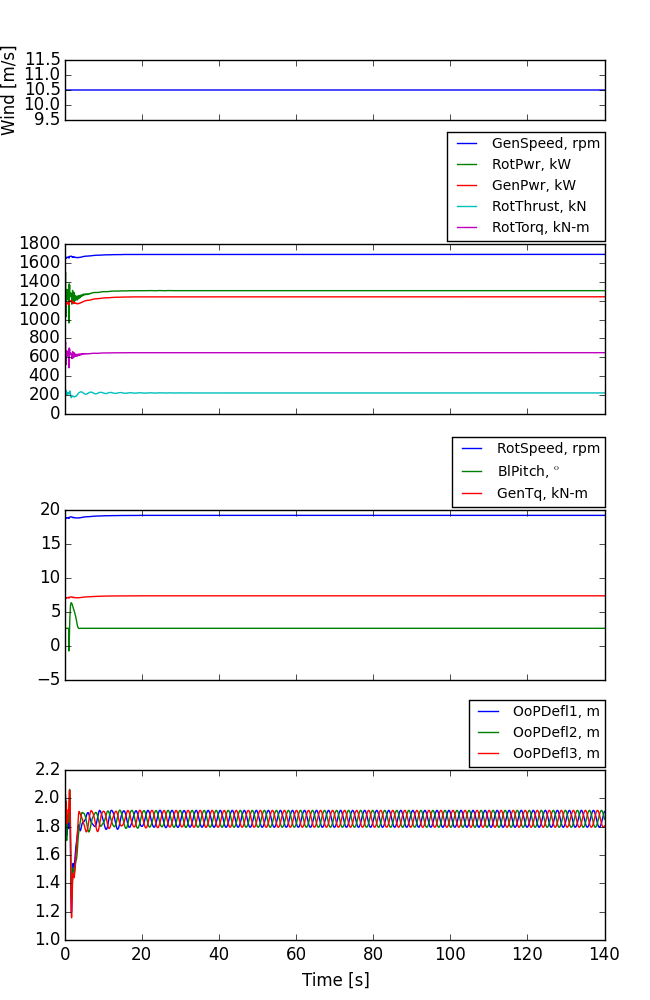 Wind [m/s]
11.5
11.0
10.5
10.0
9.5
GenSpeed, rpm
RotPwr, kW
GenPwr, kW
RotThrust, kN
RotTorq, kN-m
1800
1600
1400
1200
1000
800
600
400
200
0
RotSpeed, rpm
BlPitch, °
GenTq, kN-m
20
15
10
5
0
−5
OoPDefl1, m
OoPDefl2, m
OoPDefl3, m
2.2
2.0
1.8
1.6
1.4
1.2
1.0
0 20 40 60 80 100 120 140
Time [s]